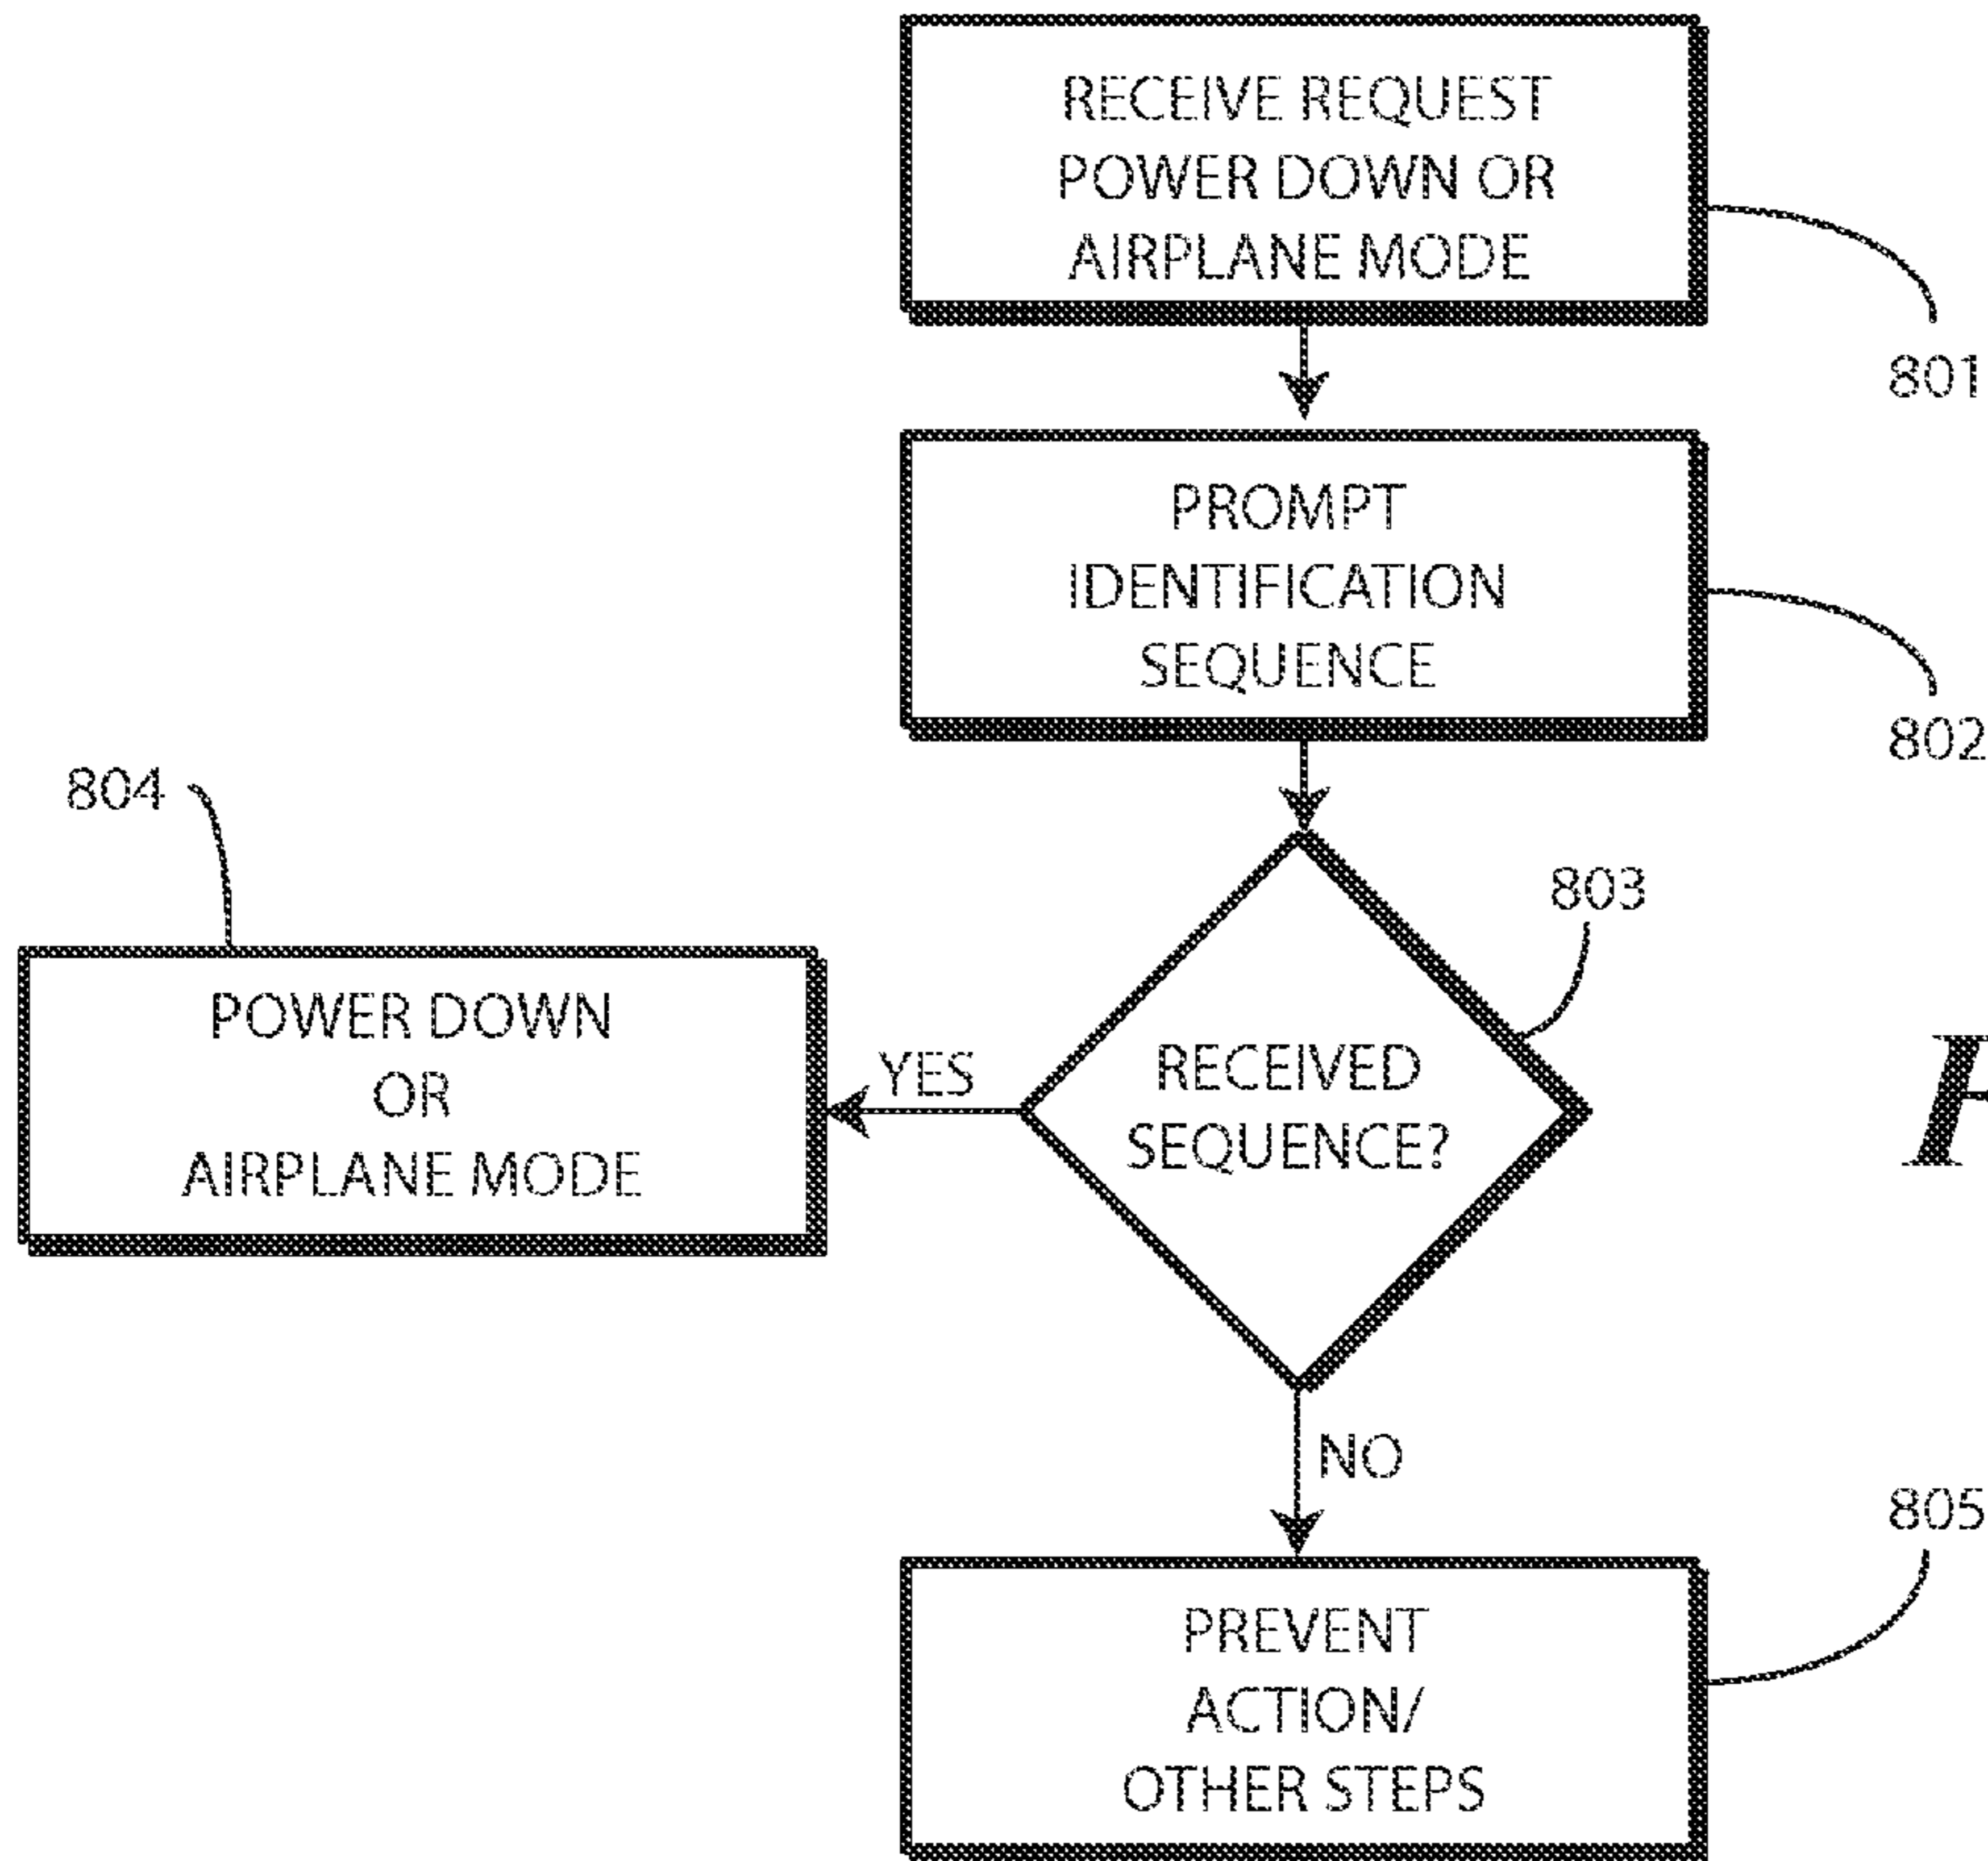 RECEIVE REQUEST
POWER DOWN OR
AIRPLANE MODE
801
PROMPT
IDENTIFICATION
SEQUENCE
802
804
803
POWER DOWN
OR
AIRPLANE MODE
YES
RECEIVED
SEQUENCE?
NO
805
PREVENT
ACTION/
OTHER STEPS